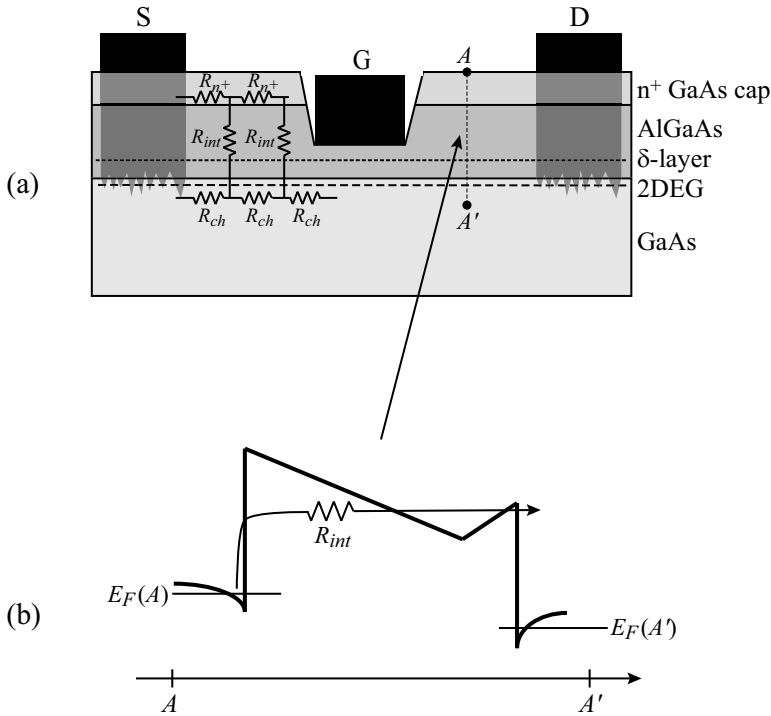 S
G
D
A
R_{n+} R_{n+}
n^{+} GaAs cap
AlGaAs
R_{int} R_{int}
δ-layer
(a)
2DEG
R_{ch} R_{ch} R_{ch}
A'
GaAs
R_{int}
E_F(A)
(b)
E_F(A')
A
A'